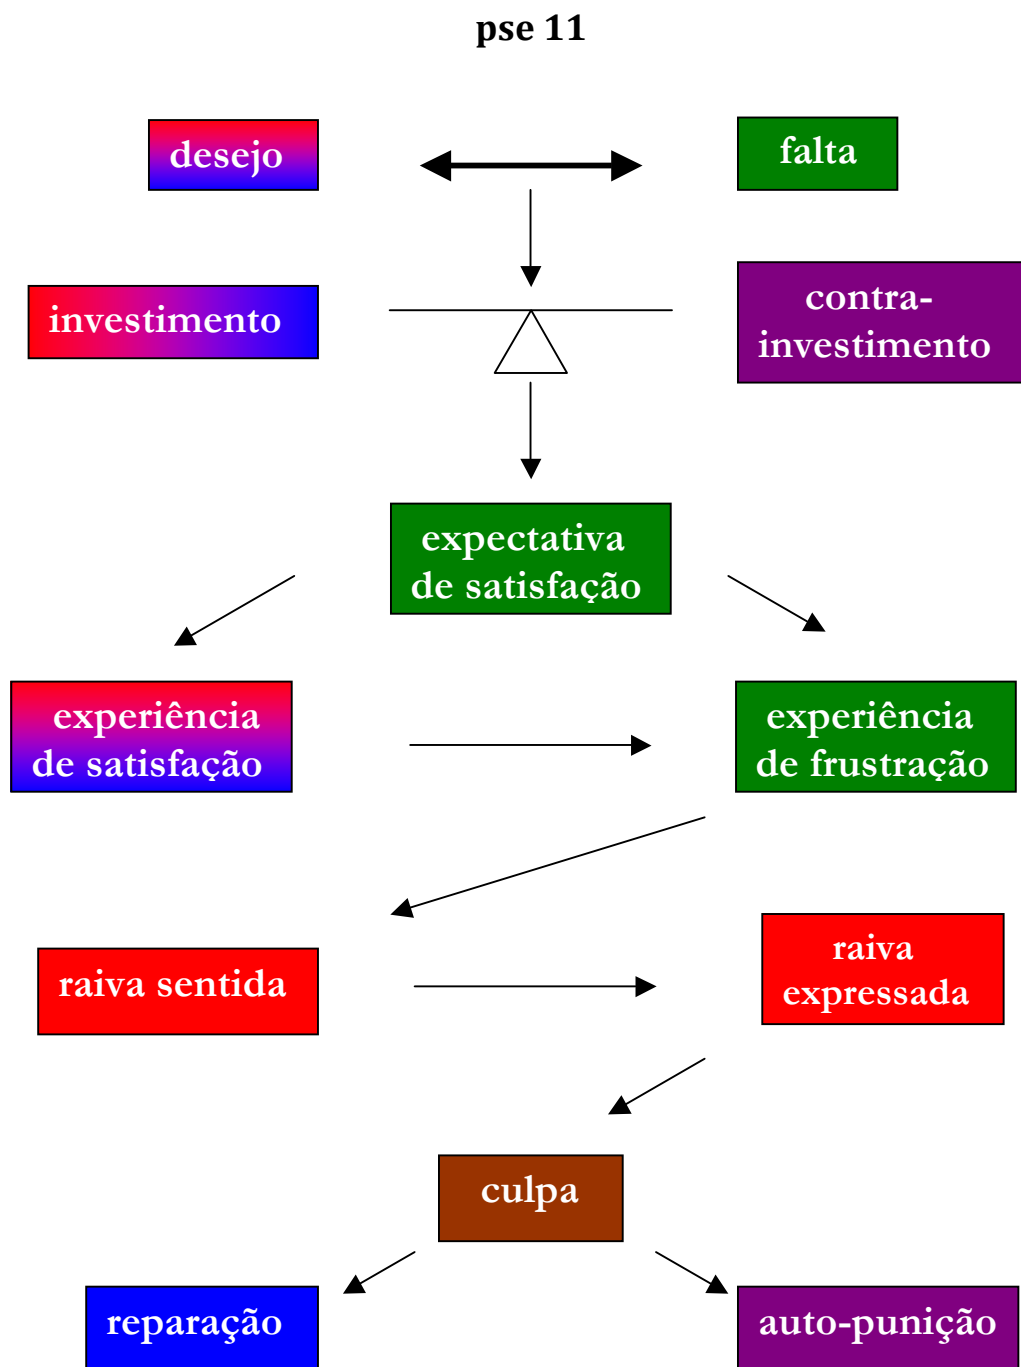 pse 11
desejo
falta
investimento
contra-
investimento
expectativa
de satisfação
experiência
de satisfação
experiência
de frustração
raiva sentida
raiva
expressada
culpa
reparação
auto-punição